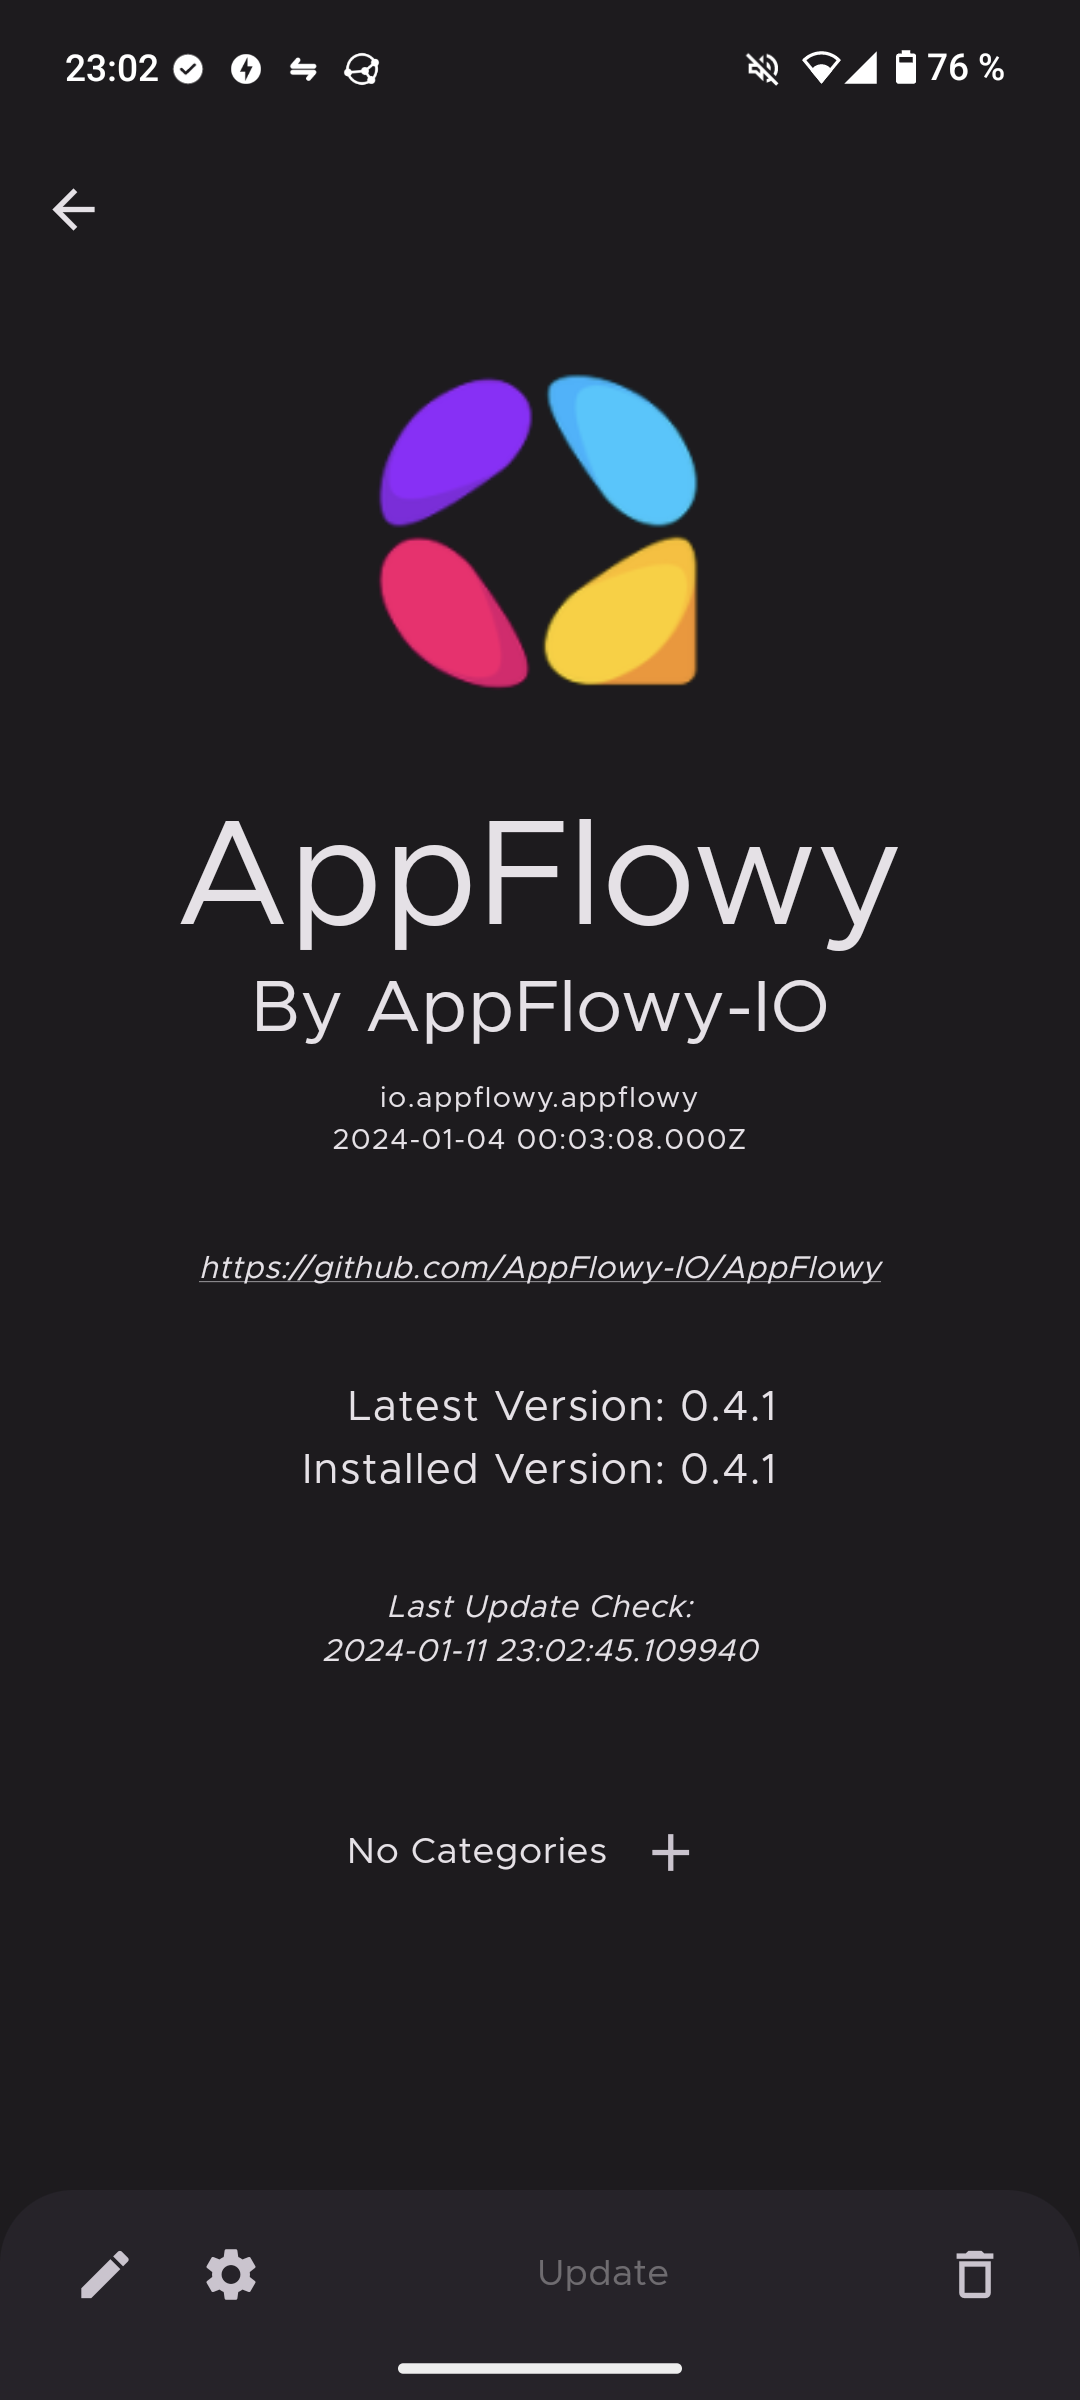 23:02
76 %
AppFlowy
By AppFlowy-IO
io.appflowy.appflowy
2024-01-04 00:03:08.000Z
https://github.com/AppFlowy-IO/AppFlowy
Latest Version: 0.4.1
Installed Version: 0.4.1
Last Update Check:
2024-01-11 23:02:45.109940
No Categories
Update